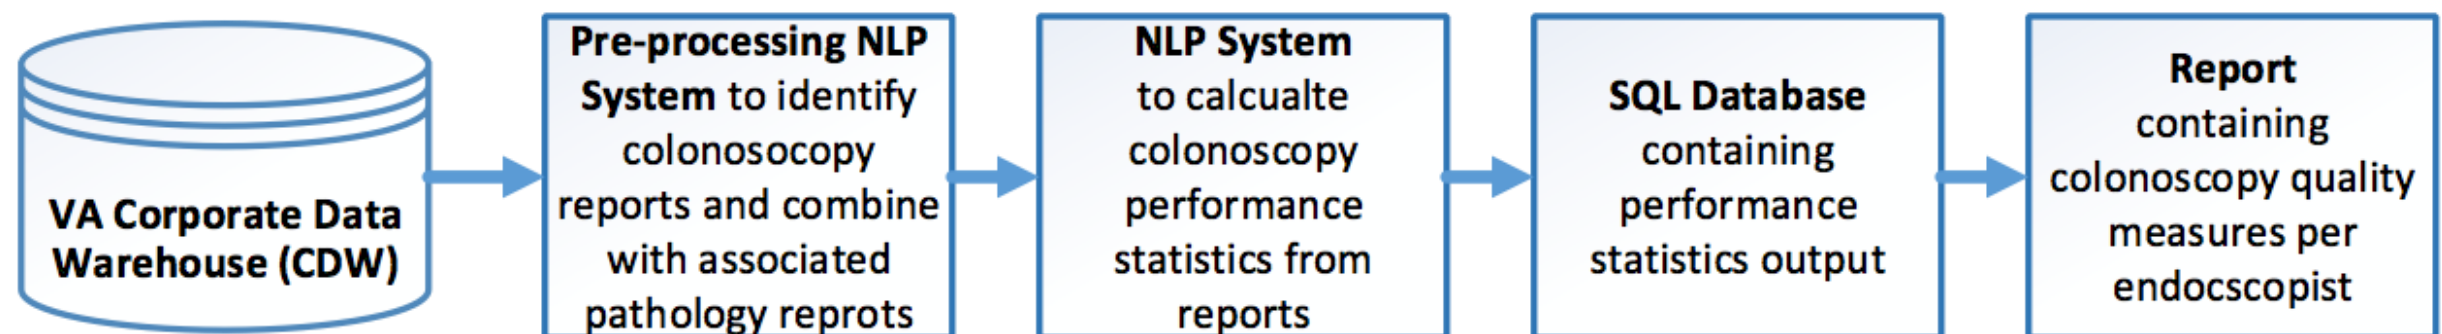 VA Corporate Data
Warehouse (CDW)
Pre-processing NLP
System to identify
colonosocopy
reports and combine
with associated
pathology reprots
NLP System
to calcualte
colonoscopy
performance
statistics from
reports
SQL Database
containing
performance
statistics output
Report
containing
colonoscopy quality
measures per
endocscopist